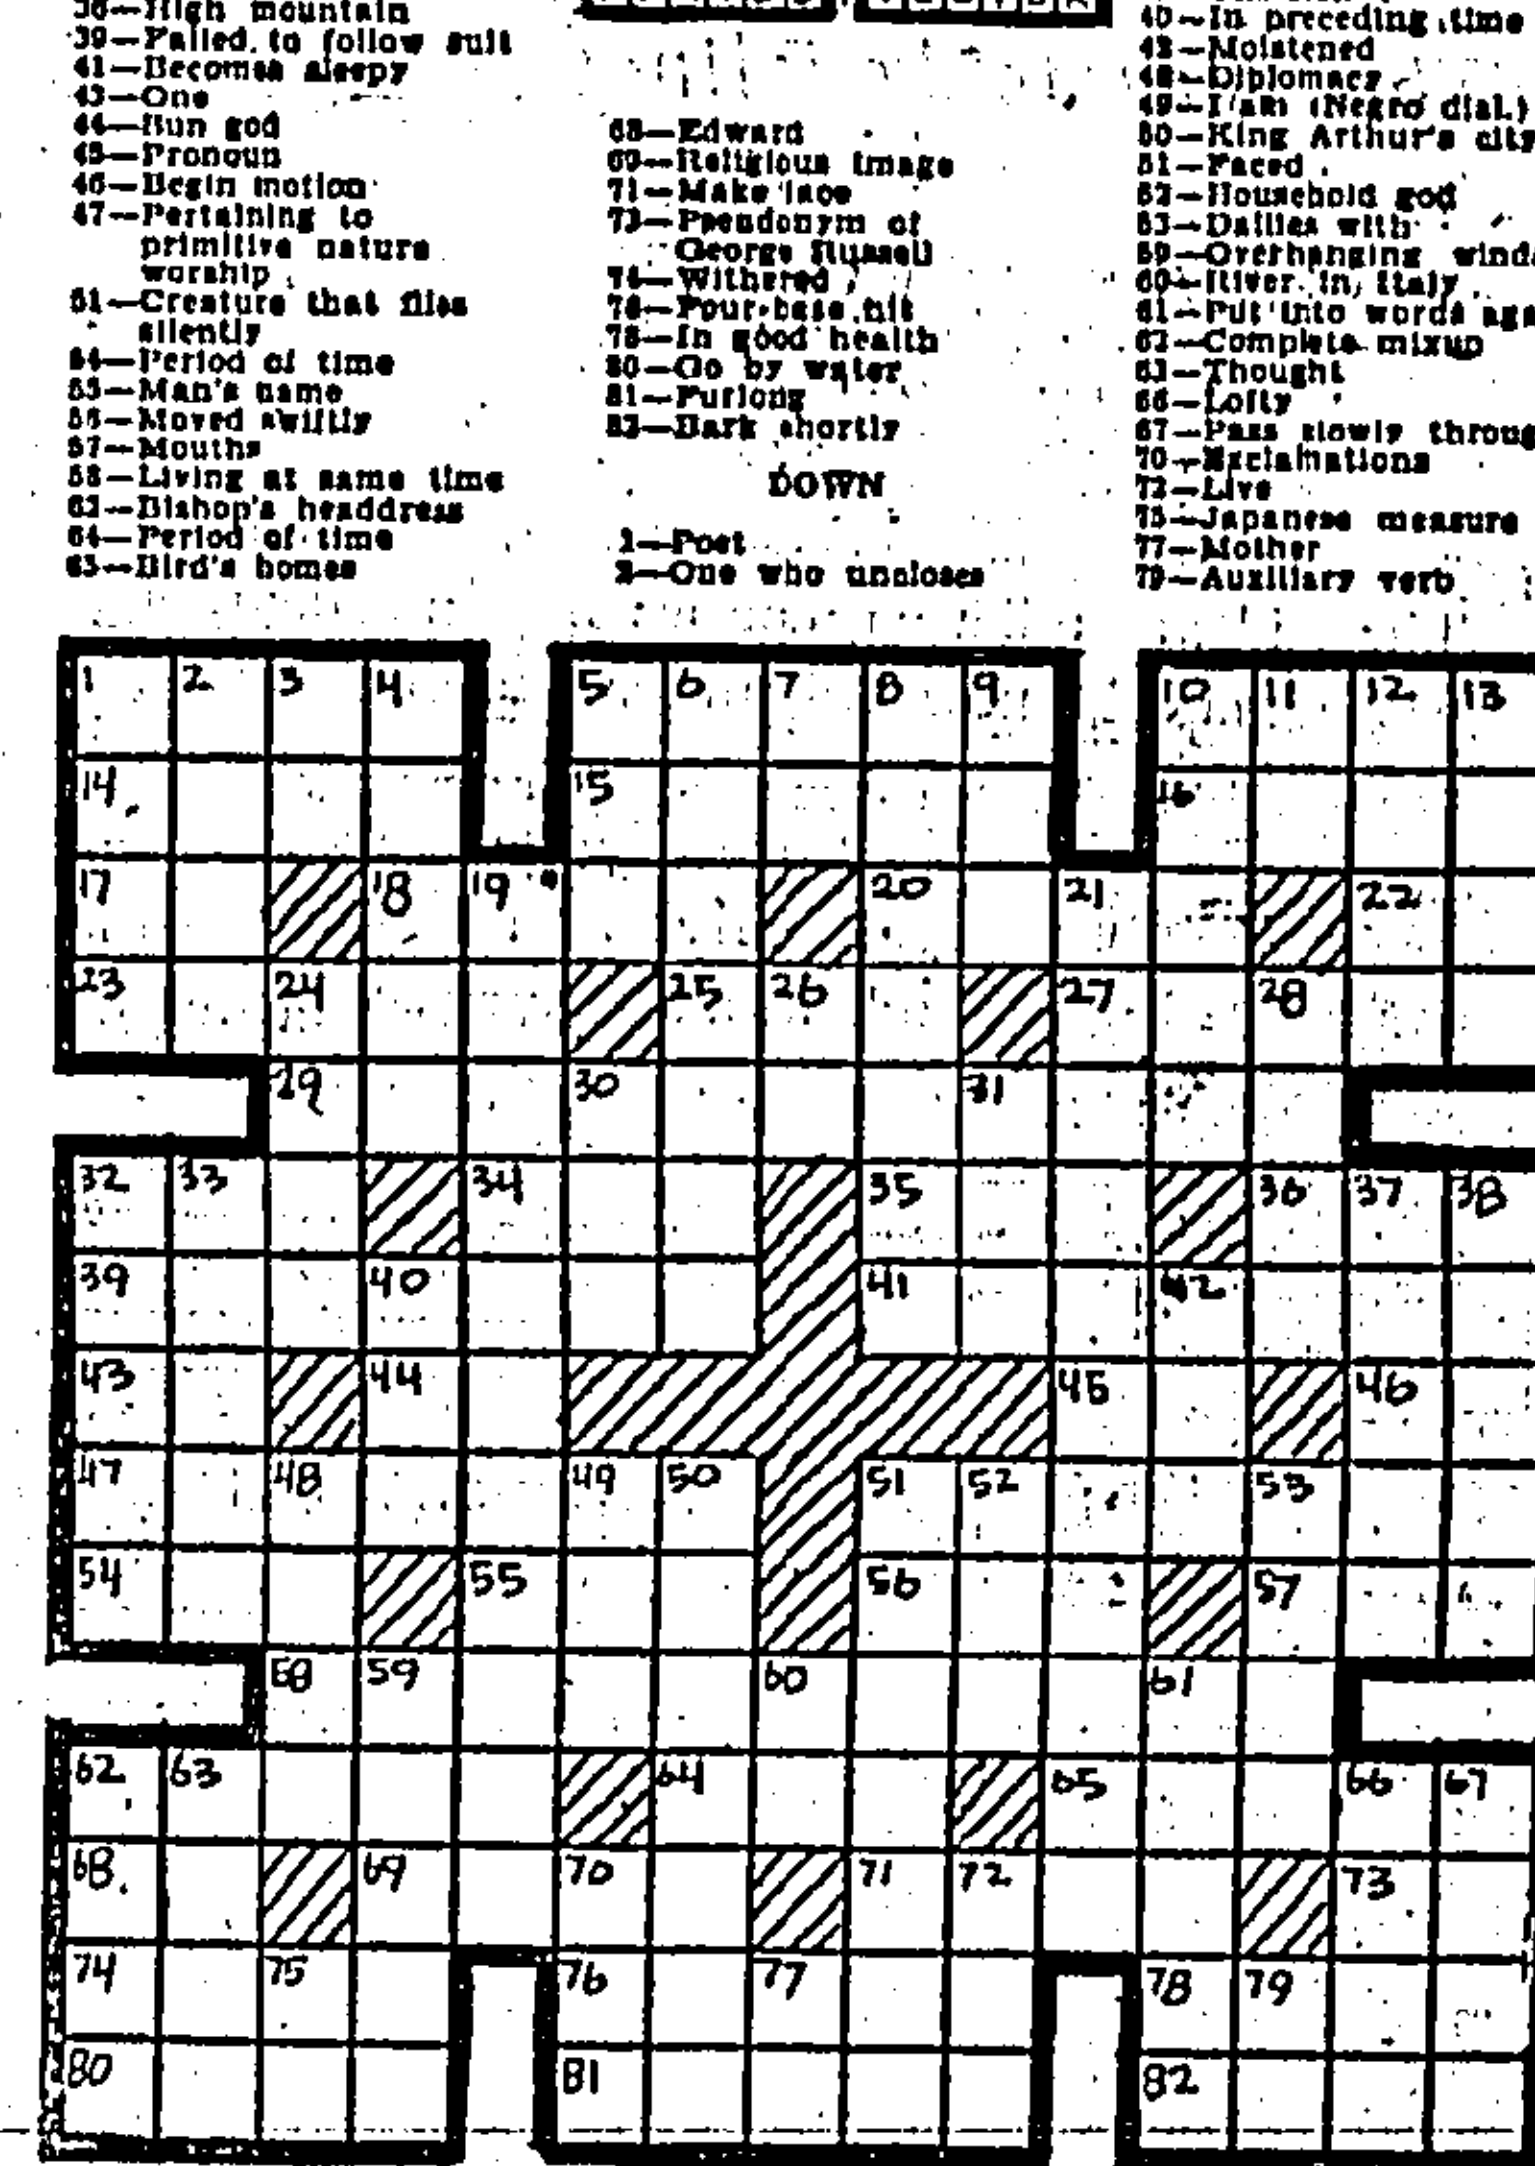 36—High mountain
39—Failed to follow suit
41—Becomes sleepy
43—One
44—Sun god
45—Pronoun
46—Begin motion
47—Pertaining to
primitive nature
worship
51—Creature that flies
silently
54—Period of time
55—Man's name
56—Moved swiftly
57—Mouths
58—Living at same time
62—Bishop's headdress
64—Period of time
65—Bird's homes
68—Edward
69—Religious image
71—Make lace
73—Pseudonym of
George Russell
74—Withered
76—Four-base hit
78—In good health
80—Go by water
81—Furlong
82—Bark shortly
DOWN
1—Poet
2—One who uncloses
40—In preceding time
42—Moistened
48—Diplomacy
49—I am (Negro dial.)
50—King Arthur's city
51—Faced
52—Household god
53—Dallies with
59—Overhanging
60—River in Italy
61—Put into words
62—Complete mixup
63—Thought
66—Lofty
67—Pass slowly
70—Exclamations
72—Live
75—Japanese measure
77—Mother
79—Auxiliary verb
1 2 3 4 5 6 7 8 9 10 11 12 13
14 15 16
17 18 19 20 21 22
23 24 25 26 27 28
29 30 31
32 33 34 35 36 37 38
39 40 41 42
43 44 45 46
47 48 49 50 51 52 53
54 55 56 57
58 59 60 61
62 63 64 65 66 67
68 69 70 71 72 73
74 75 76 77 78 79
80 81 82